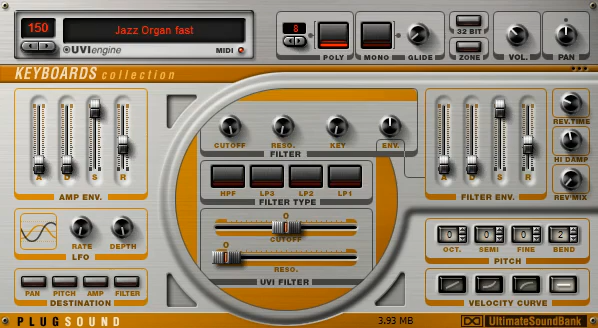 150
Jazz Organ fast
UVIengine
MIDI
8
POLY
MONO
GLIDE
32 BIT
ZONE
VOL.
PAN
KEYBOARDS collection
A D S R
AMP ENV.
CUTOFF RESO. KEY ENV.
FILTER
HPF LP3 LP2 LP1
FILTER TYPE
0
CUTOFF
0
RESO.
UVI FILTER
A D S R
FILTER ENV.
REV.TIME
HI DAMP
REV'MIX
RATE DEPTH
LFO
PAN PITCH AMP FILTER
DESTINATION
0 0 0 2
OCT. SEMI FINE BEND
PITCH
VELOCITY CURVE
PLUGSOUND
3.93 MB
UltimateSoundBank